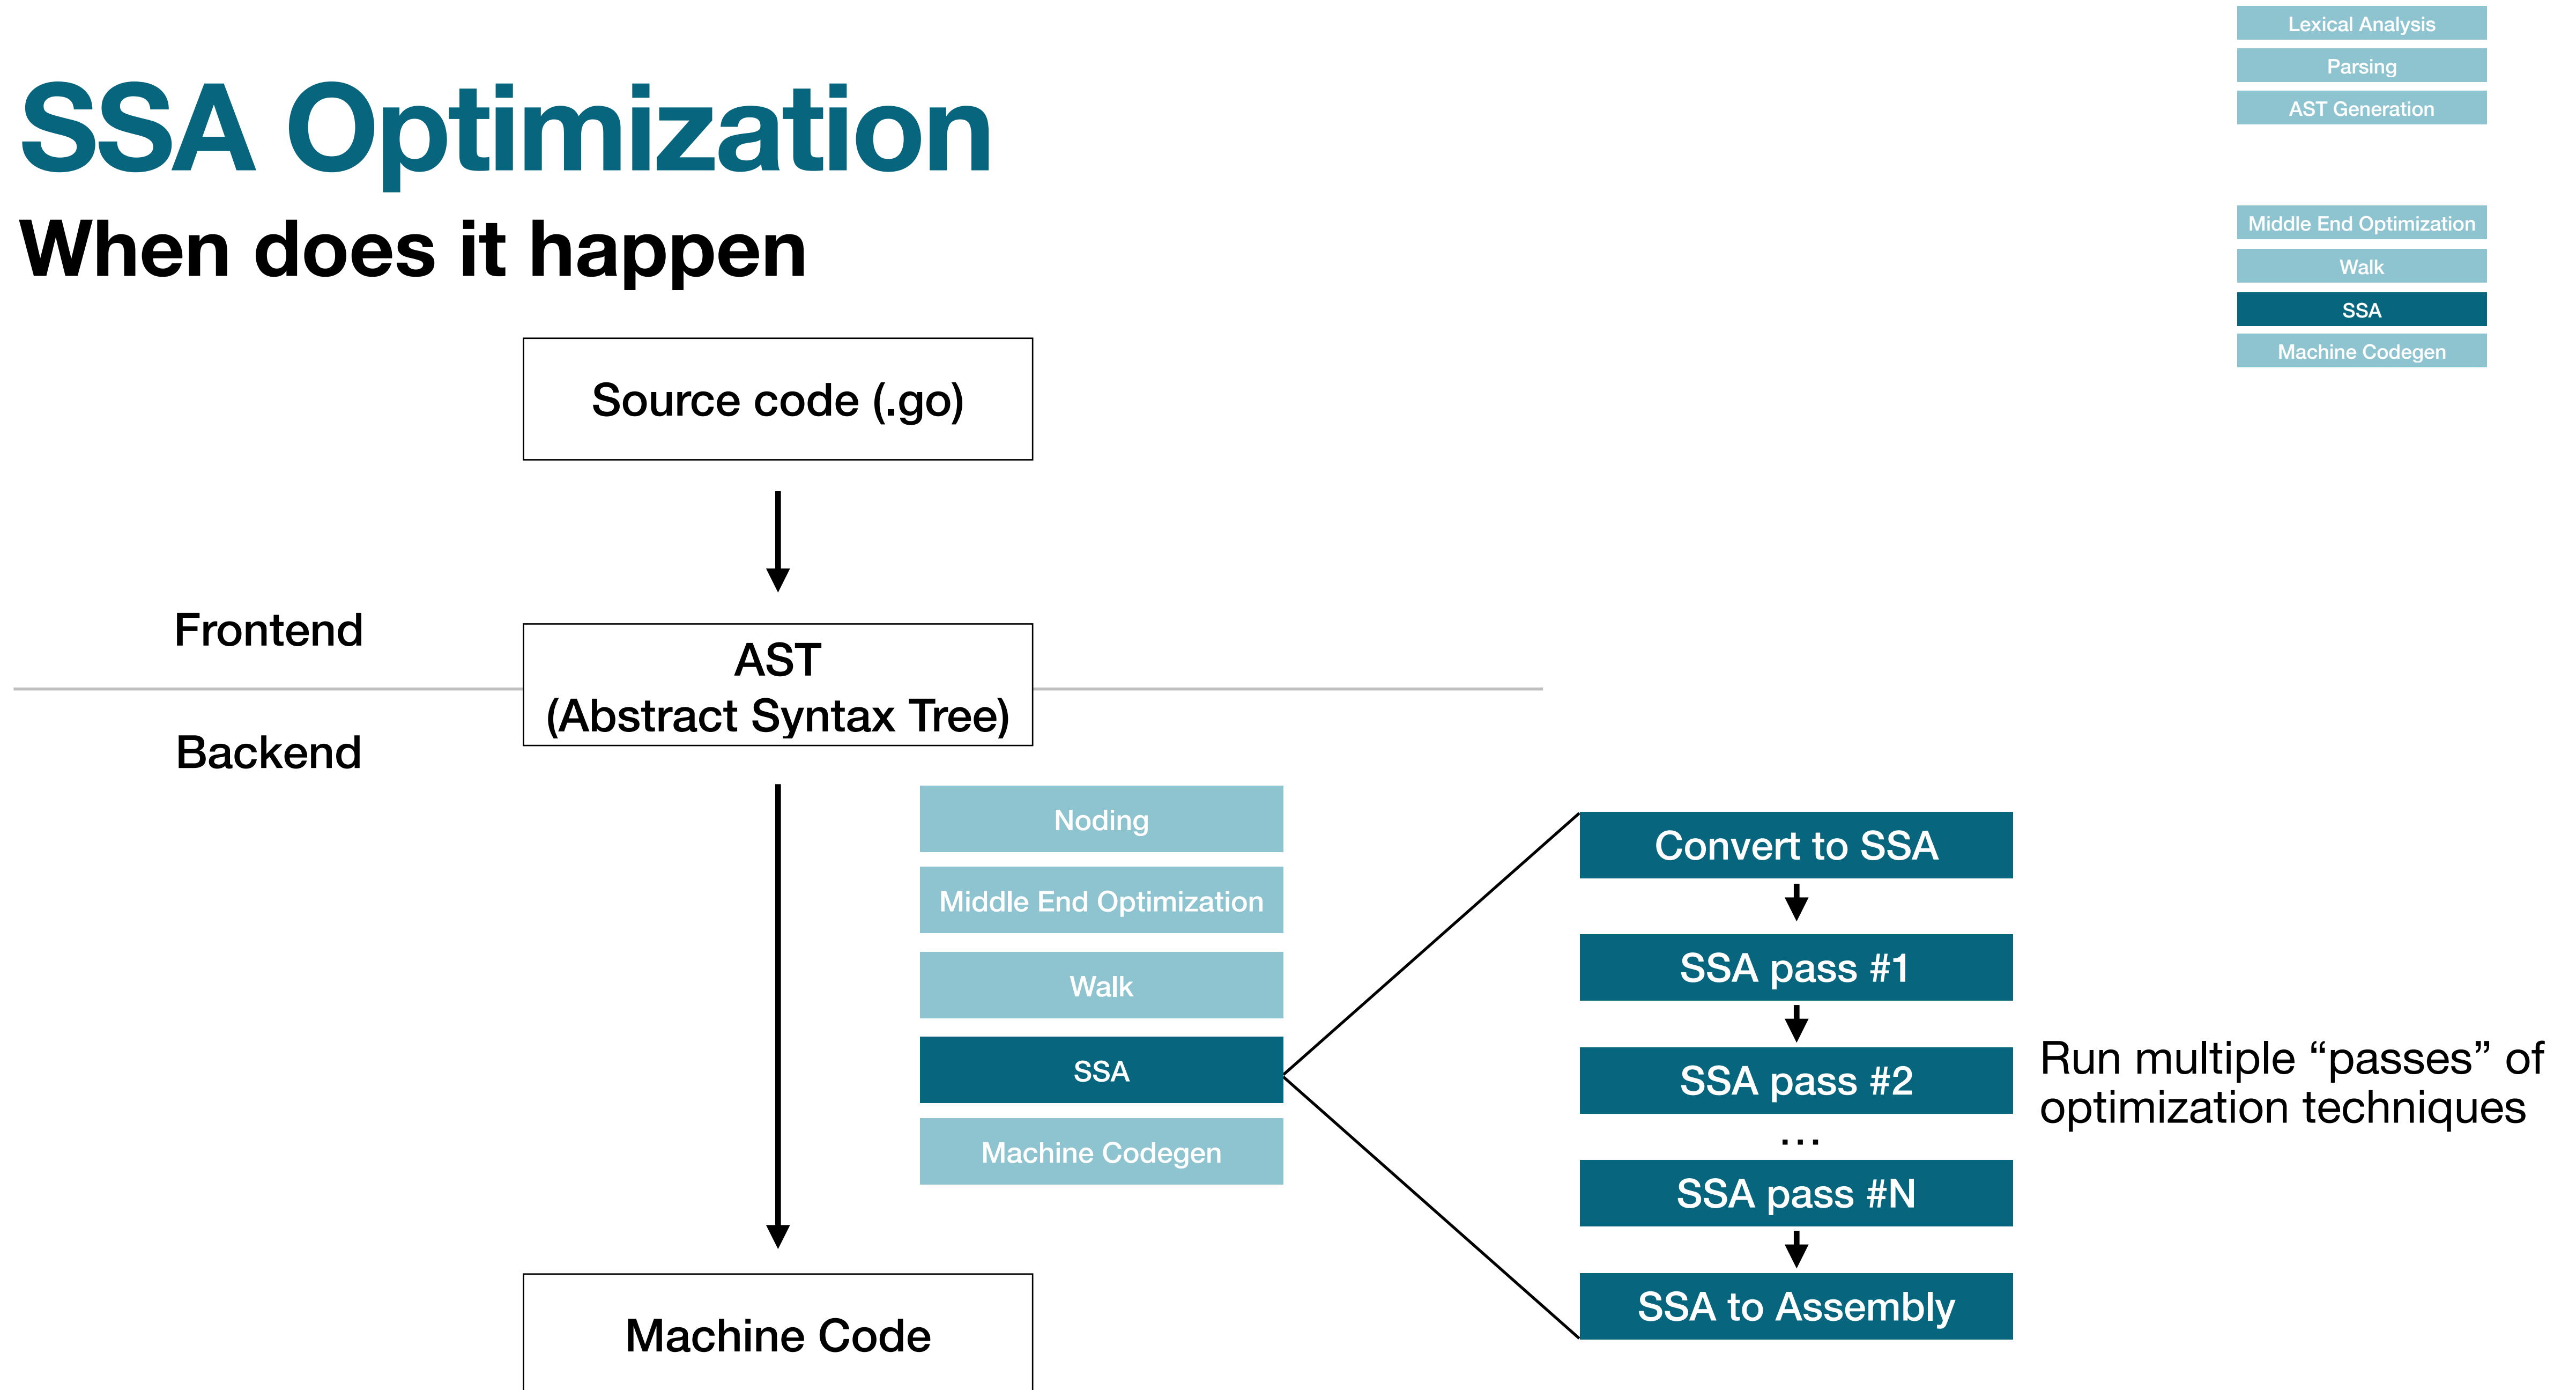 SSA Optimization
When does it happen
Lexical Analysis
Parsing
AST Generation
Middle End Optimization
Walk
SSA
Machine Codegen
Source code (.go)
Frontend
AST
(Abstract Syntax Tree)
Backend
Noding
Middle End Optimization
Walk
SSA
Machine Codegen
Machine Code
Convert to SSA
SSA pass #1
SSA pass #2
...
SSA pass #N
SSA to Assembly
Run multiple “passes” of
optimization techniques